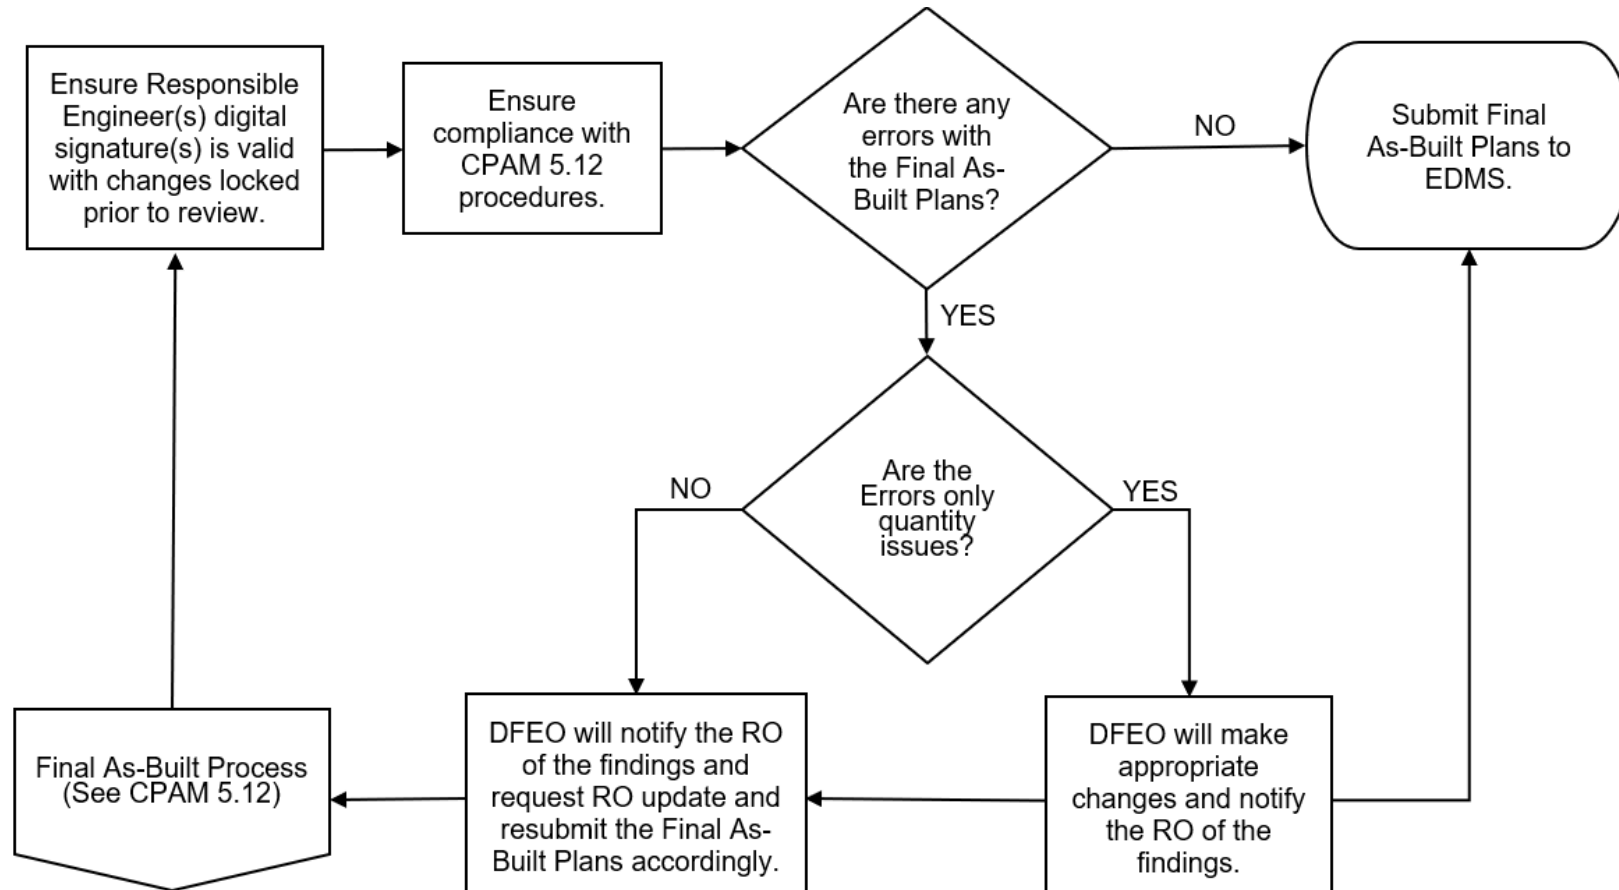 Ensure Responsible
Engineer(s) digital
signature(s) is valid
with changes locked
prior to review.
Ensure
compliance with
CPAM 5.12
procedures.
Are there any
errors with
the Final As-
Built Plans?
NO
Submit Final
As-Built Plans to
EDMS.
YES
Are the
Errors only
quantity
issues?
NO
YES
Final As-Built Process
(See CPAM 5.12)
DFEO will notify the RO
of the findings and
request RO update and
resubmit the Final As-
Built Plans accordingly.
DFEO will make
appropriate
changes and notify
the RO of the
findings.